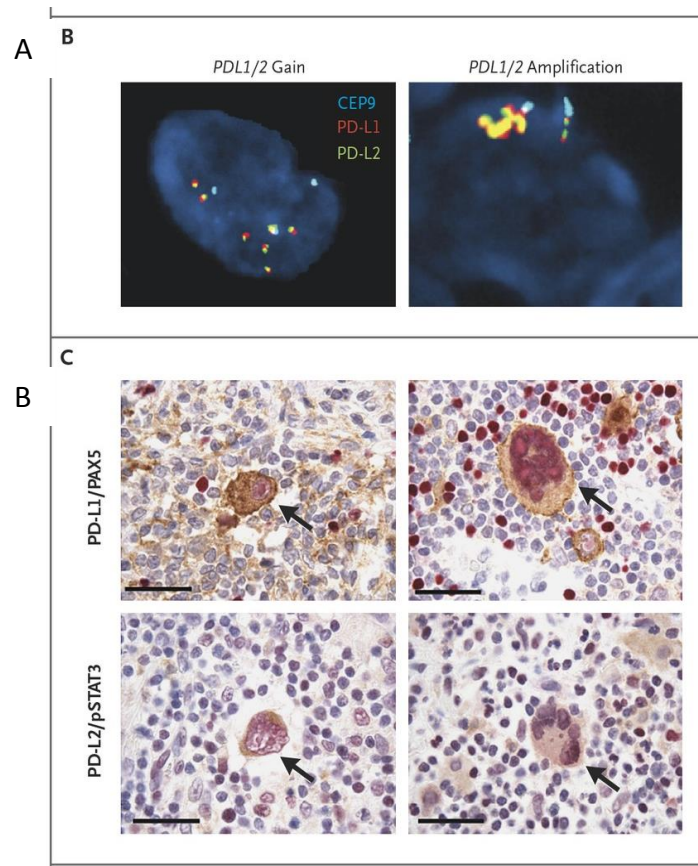 A
B
PDL1/2 Gain
PDL1/2 Amplification
CEP9
PD-L1
PD-L2
C
B
PD-L1/PAX5
PD-L2/pSTAT3